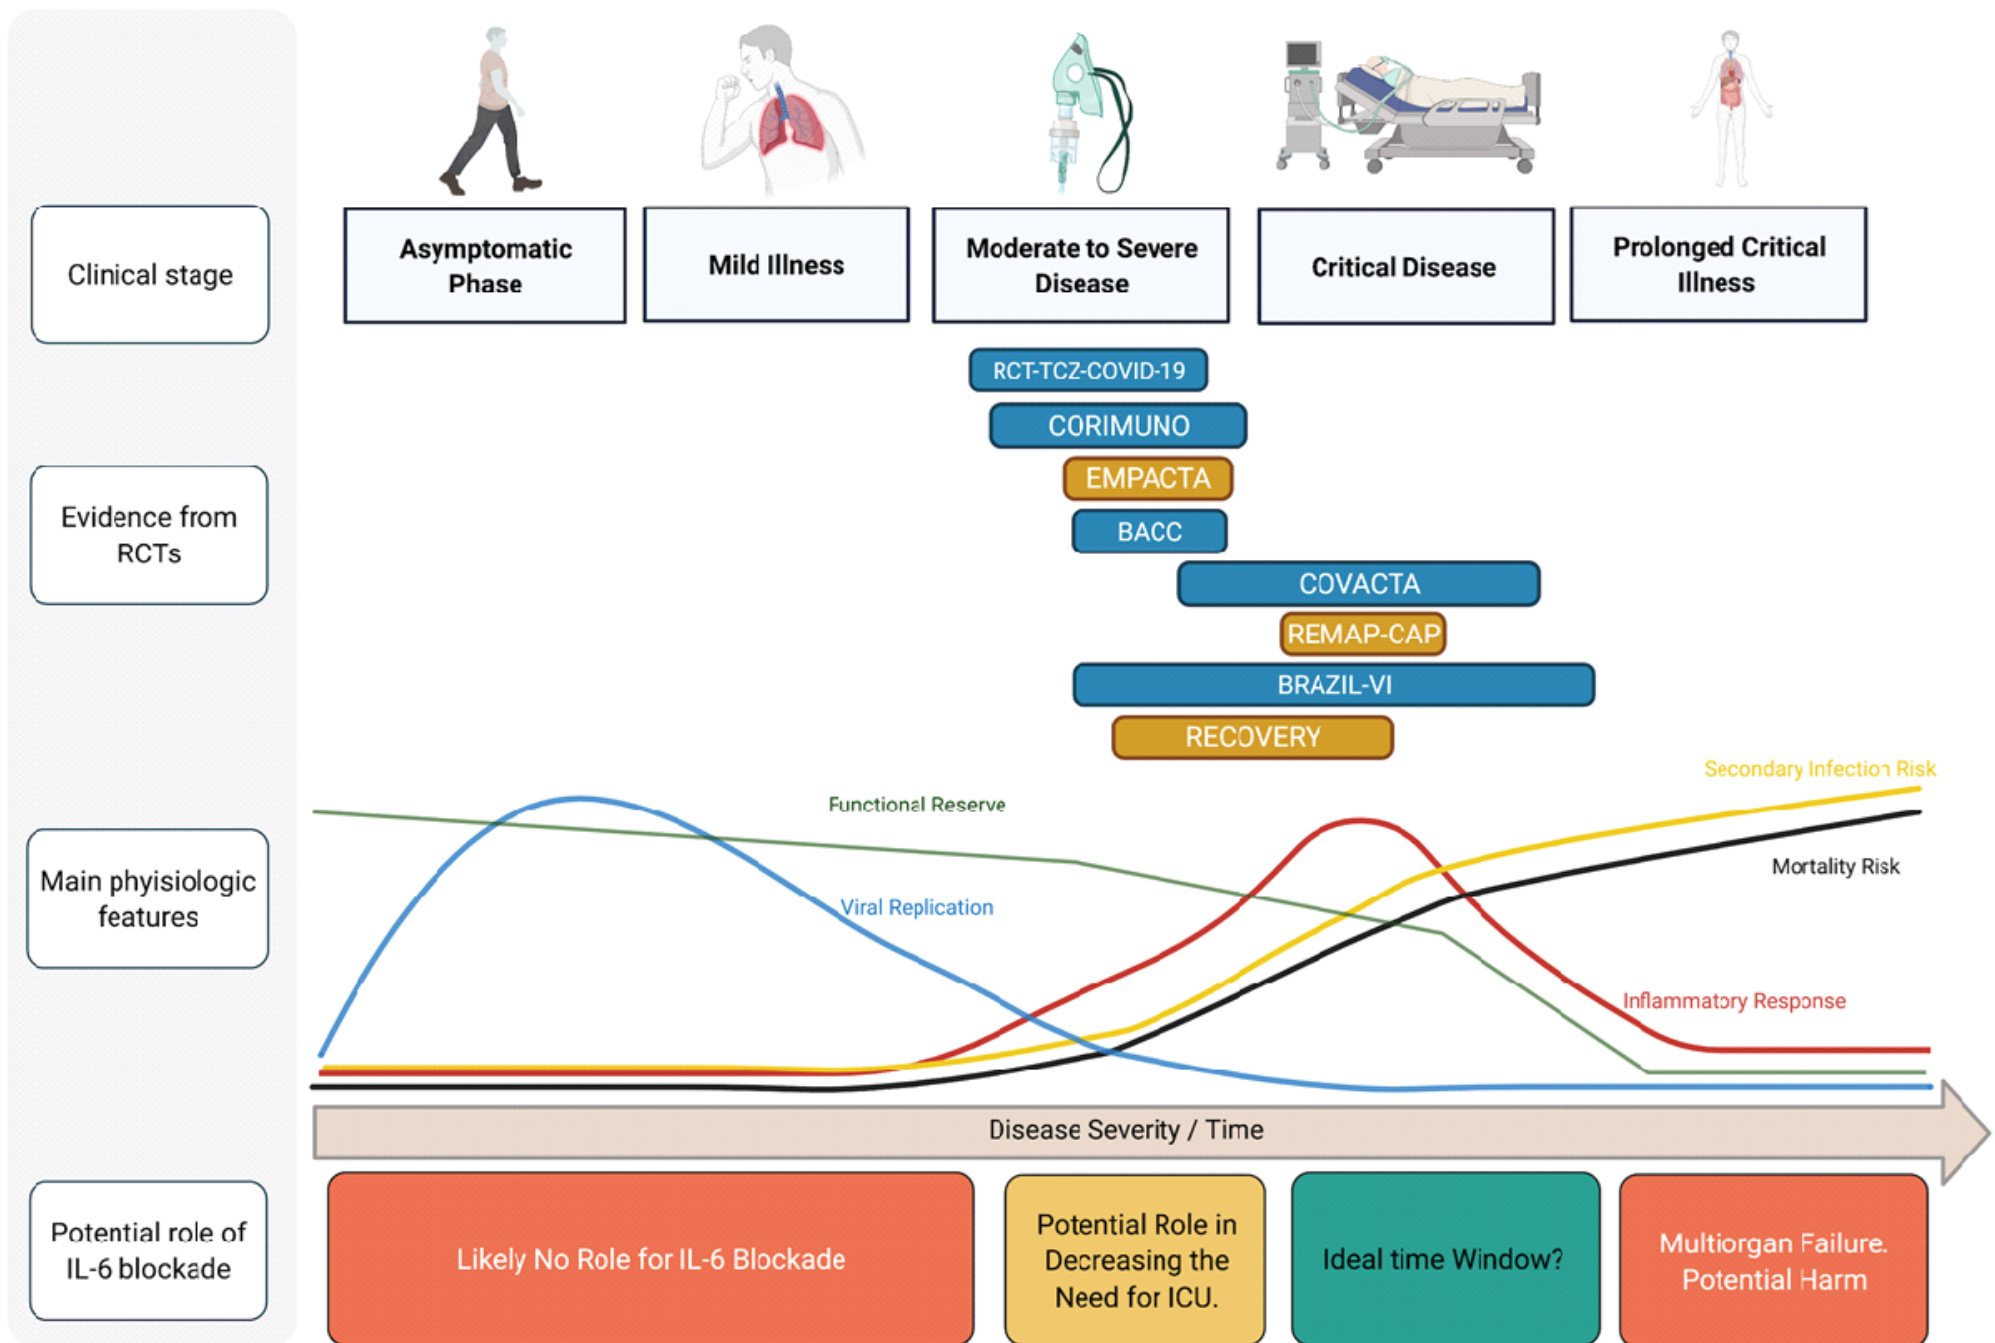 Clinical stage
Asymptomatic
Phase
Mild Illness
Moderate to Severe
Disease
Critical Disease
Prolonged Critical
Illness
Evidence from
RCTs
RCT-TCZ-COVID-19
CORIMUNO
EMPACTA
BACC
COVACTA
REMAP-CAP
BRAZIL-VI
RECOVERY
Main phyisiologic
features
Secondary Infection Risk
Functional Reserve
Mortality Risk
Viral Replication
Inflammatory Response
Disease Severity / Time
Potential role of
IL-6 blockade
Likely No Role for IL-6 Blockade
Potential Role in
Decreasing the
Need for ICU.
Ideal time Window?
Multiorgan Failure.
Potential Harm